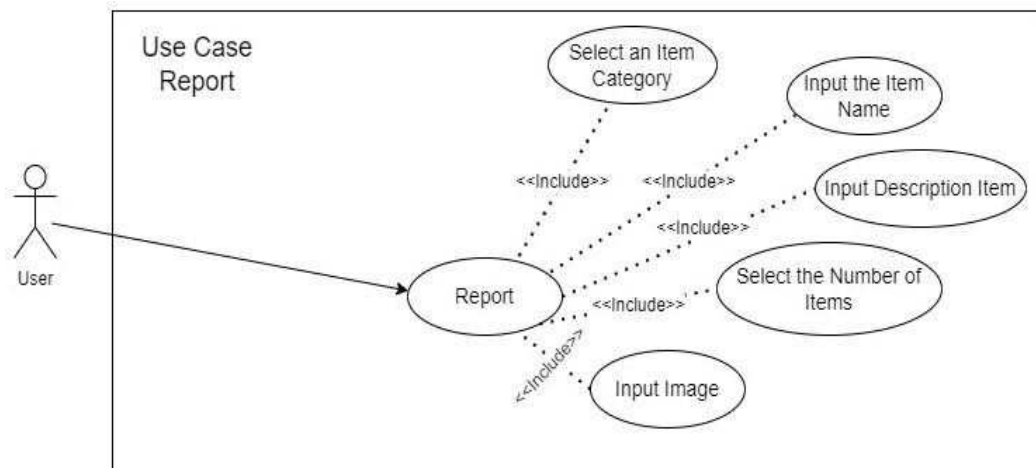 Use Case
Report
Select an Item
Category
Input the Item
Name
<<Include>>
<<Include>>
Input Description Item
<<Include>>
User
Report
Select the Number of
Items
<<Include>>
<<Include>>
Input Image